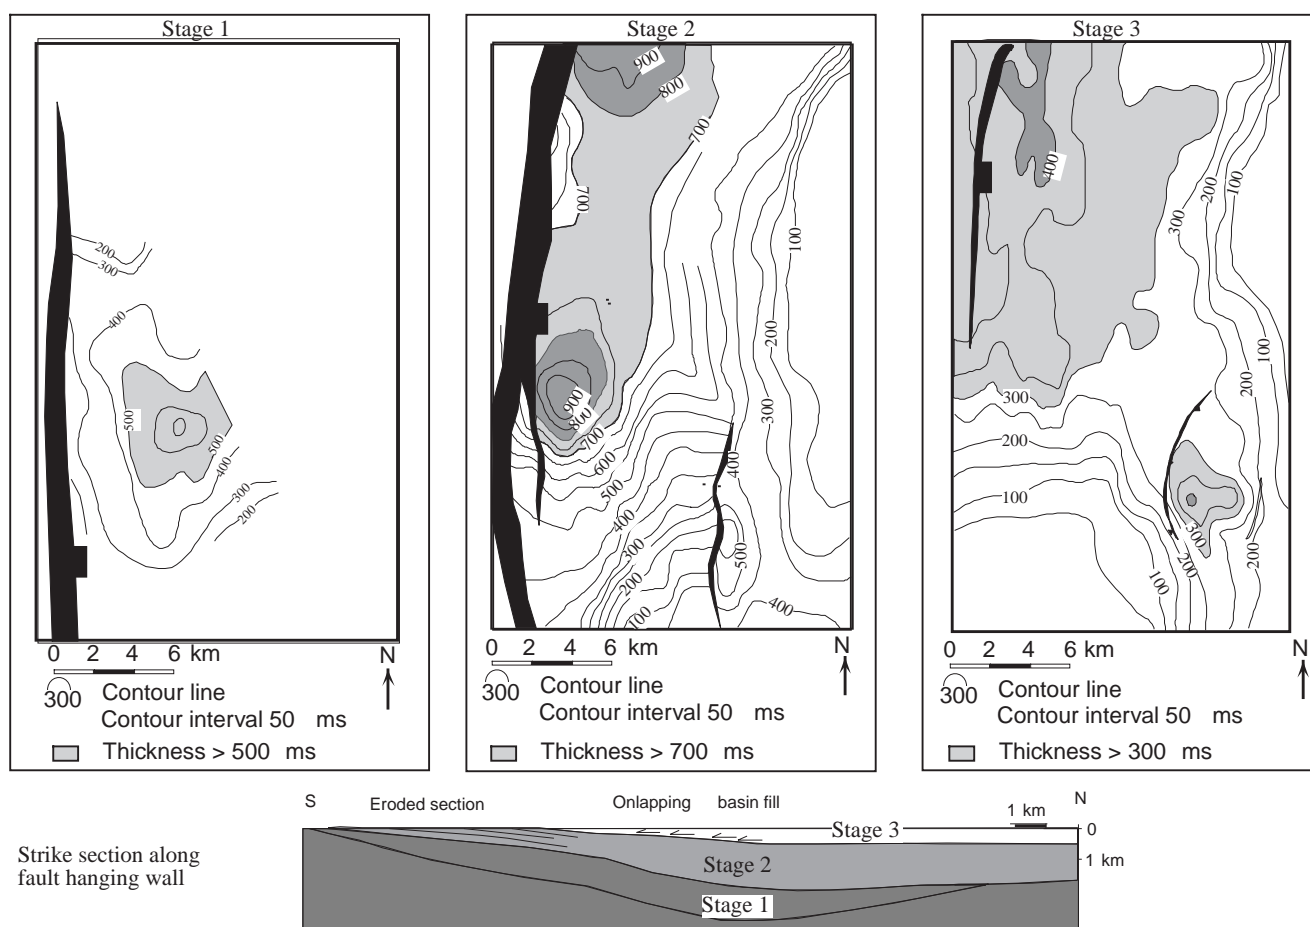 Stage 1
200
300
400
500
500
400
300
200
0 2 4 6 km
N
300
Contour line
Contour interval 50 ms
Thickness > 500 ms
Stage 2
900
800
700
700
100
200
300
900
800
700
600
500
400
300
200
100
400
500
400
0 2 4 6 km
N
300
Contour line
Contour interval 50 ms
Thickness > 700 ms
Stage 3
400
300
200
100
300
200
100
100
200
300
200
100
200
0 2 4 6 km
N
300
Contour line
Contour interval 50 ms
Thickness > 300 ms
S
Eroded section
Onlapping basin fill
1 km
N
Stage 3
0
Strike section along
fault hanging wall
Stage 2
1 km
Stage 1